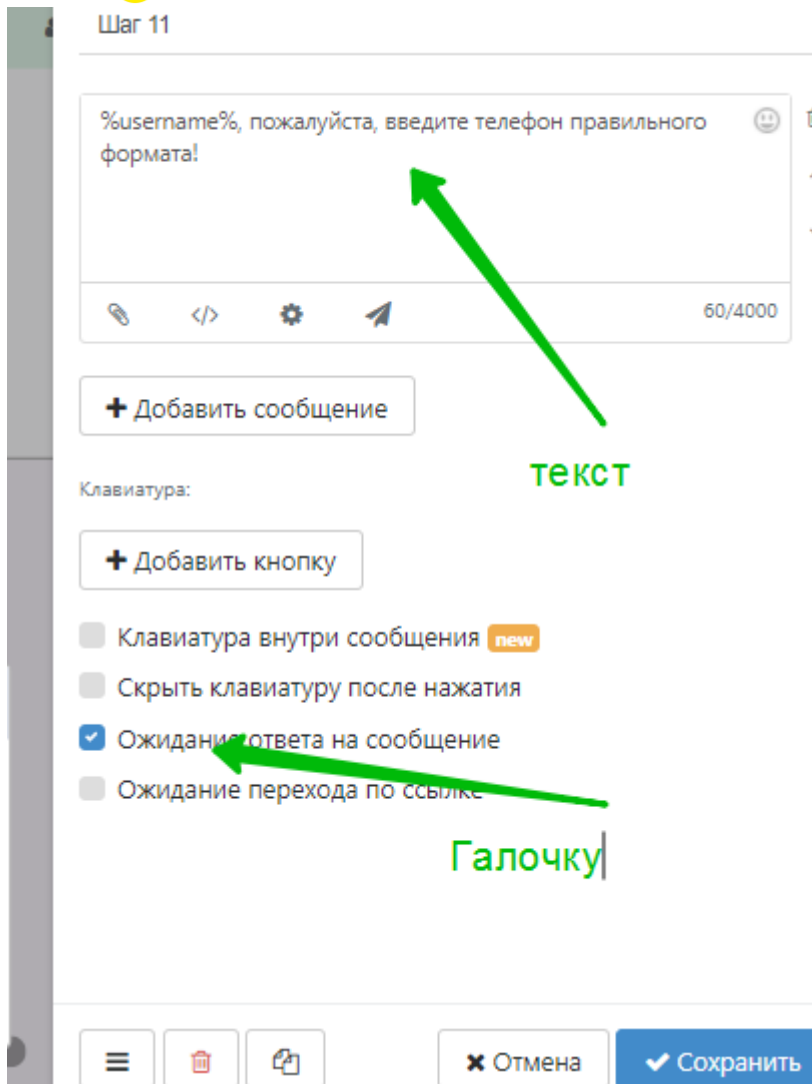 Шаг 11
%username%, пожалуйста, введите телефон правильного
формата!
</>
60/4000
Добавить сообщение
текст
Клавиатура:
Добавить кнопку
Клавиатура внутри сообщения new
Скрыть клавиатуру после нажатия
Ожидание ответа на сообщение
Ожидание перехода по ссылке
Галочку
Отмена
Сохранить